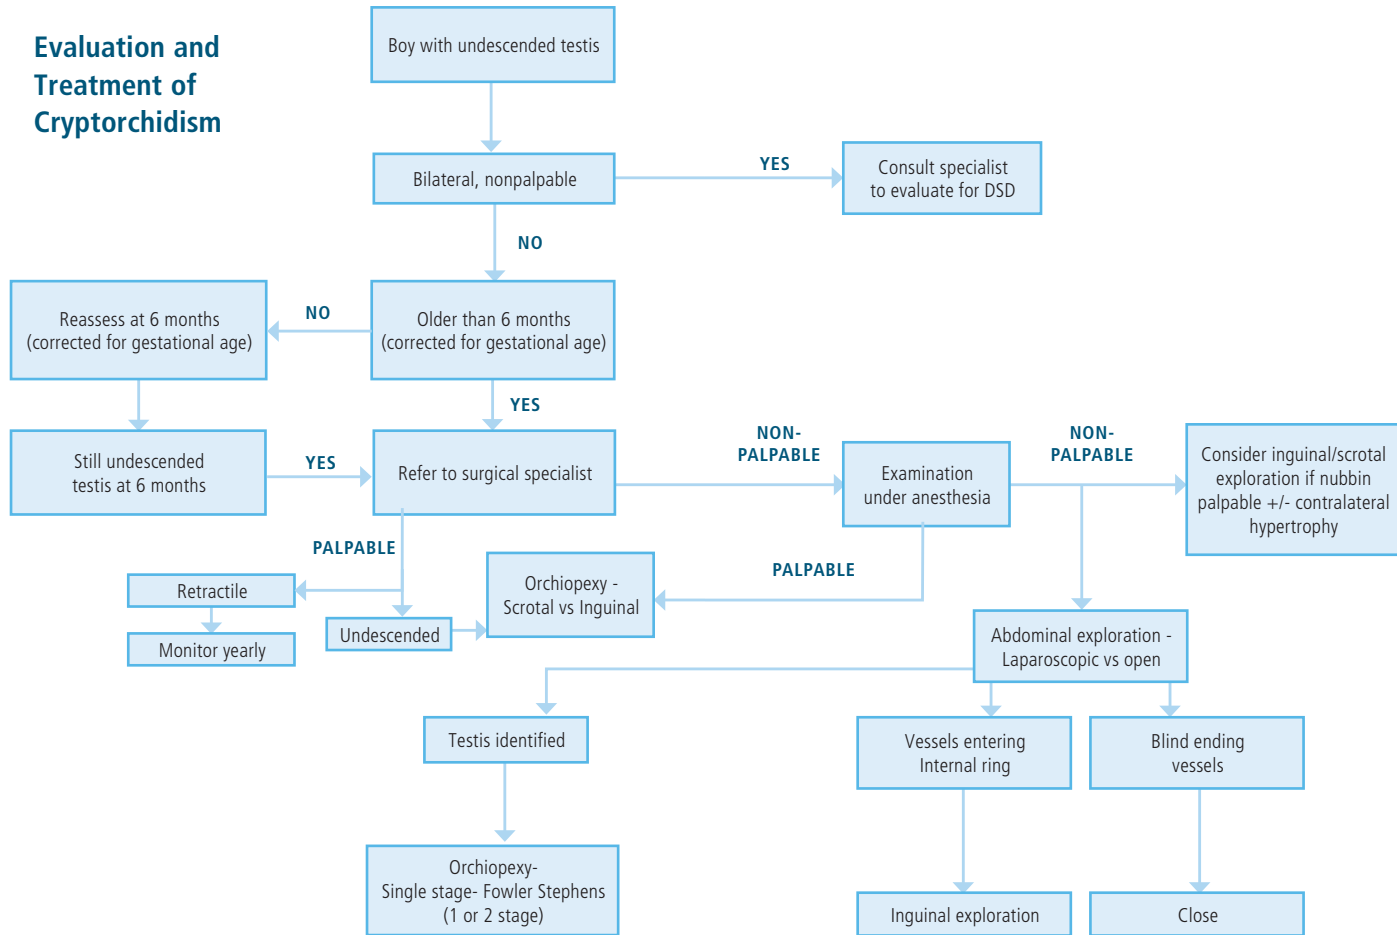 Evaluation and
Treatment of
Cryptorchidism
Boy with undescended testis
Bilateral, nonpalpable
YES
Consult specialist
to evaluate for DSD
NO
Reassess at 6 months
(corrected for gestational age)
NO
Older than 6 months
(corrected for gestational age)
YES
Still undescended
testis at 6 months
YES
Refer to surgical specialist
NON-
PALPABLE
Examination
under anesthesia
NON-
PALPABLE
Consider inguinal/scrotal
exploration if nubbin
palpable +/- contralateral
hypertrophy
PALPABLE
Retractile
Monitor yearly
Undescended
Orchiopexy -
Scrotal vs Inguinal
PALPABLE
Abdominal exploration -
Laparoscopic vs open
Testis identified
Vessels entering
Internal ring
Blind ending
vessels
Orchiopexy-
Single stage- Fowler Stephens
(1 or 2 stage)
Inguinal exploration
Close